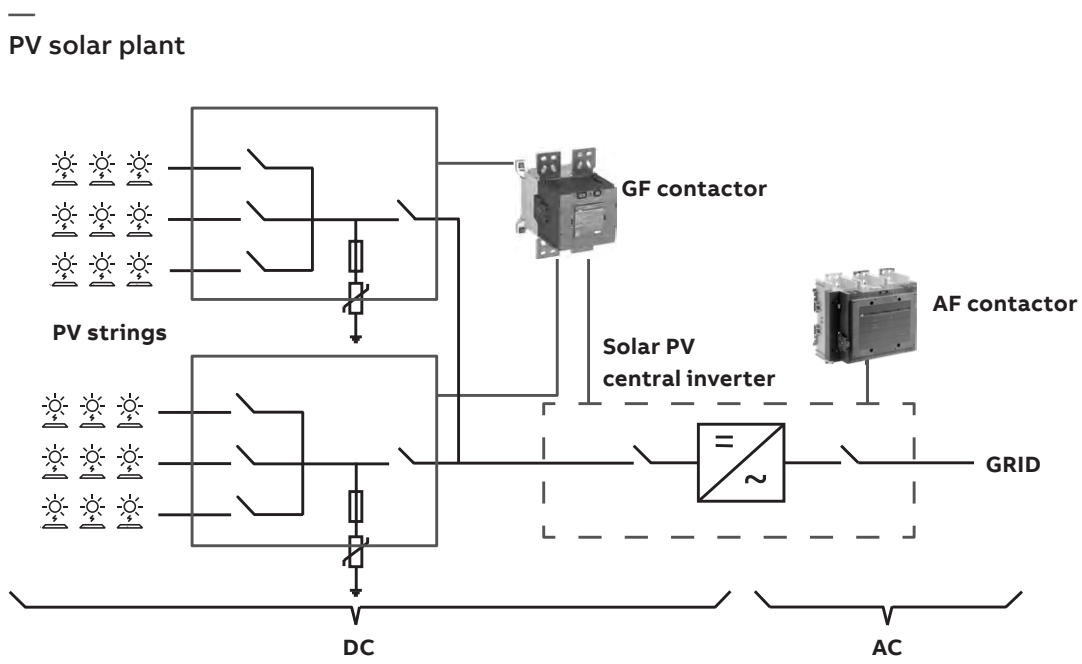 PV solar plant
GF contactor
AF contactor
PV strings
Solar PV
central inverter
GRID
DC
AC